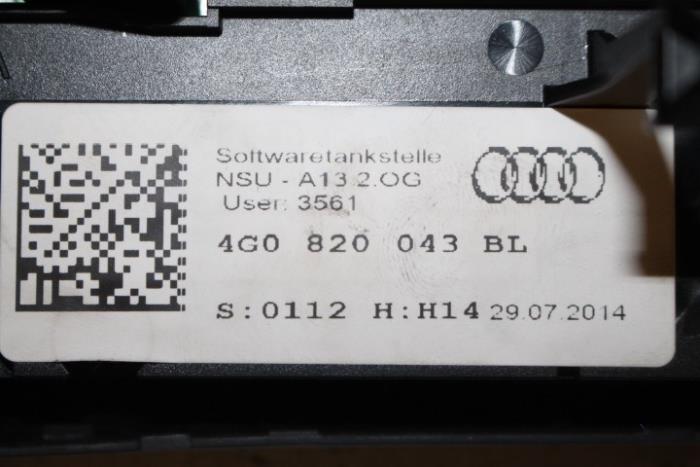 Softwaretankstelle
NSU - A13.2.OG
User: 3561
4G0 820 043 BL
S:0112 H:H14 29.07.2014